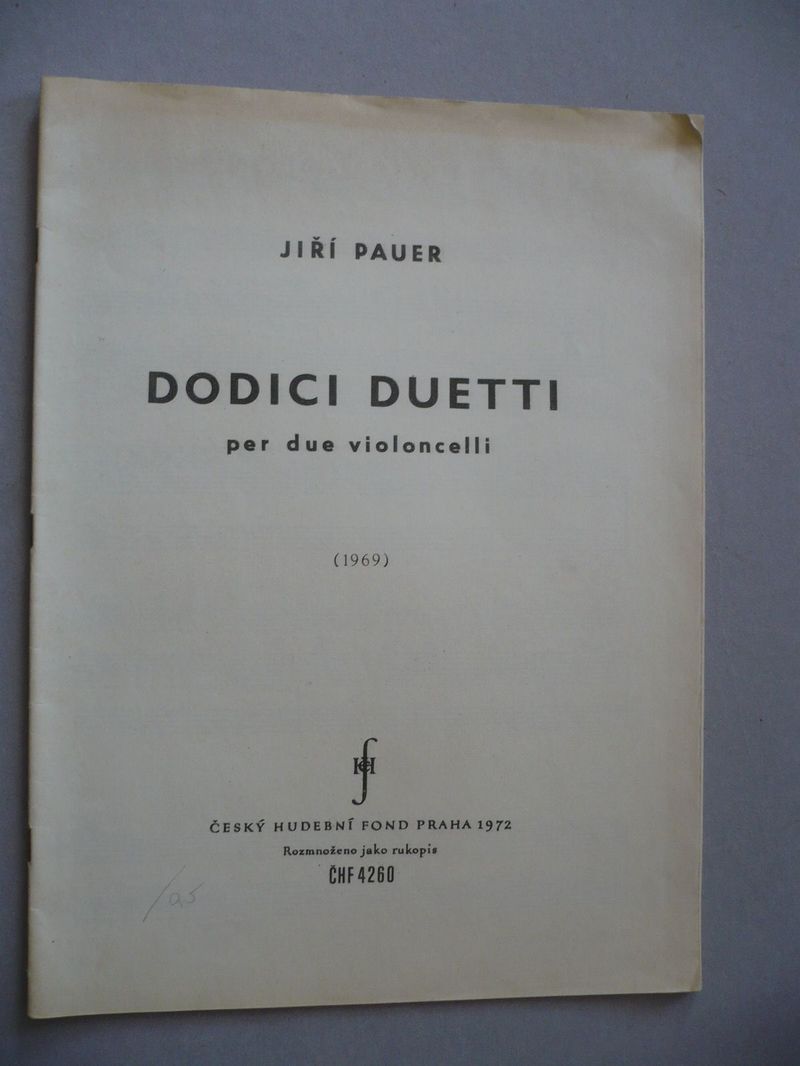 JIŘÍ PAUER
DODICI DUETTI
per due violoncelli
(1969)
ČESKÝ HUDEBNÍ FOND PRAHA 1972
Rozmnoženo jako rukopis
ČHF 4260